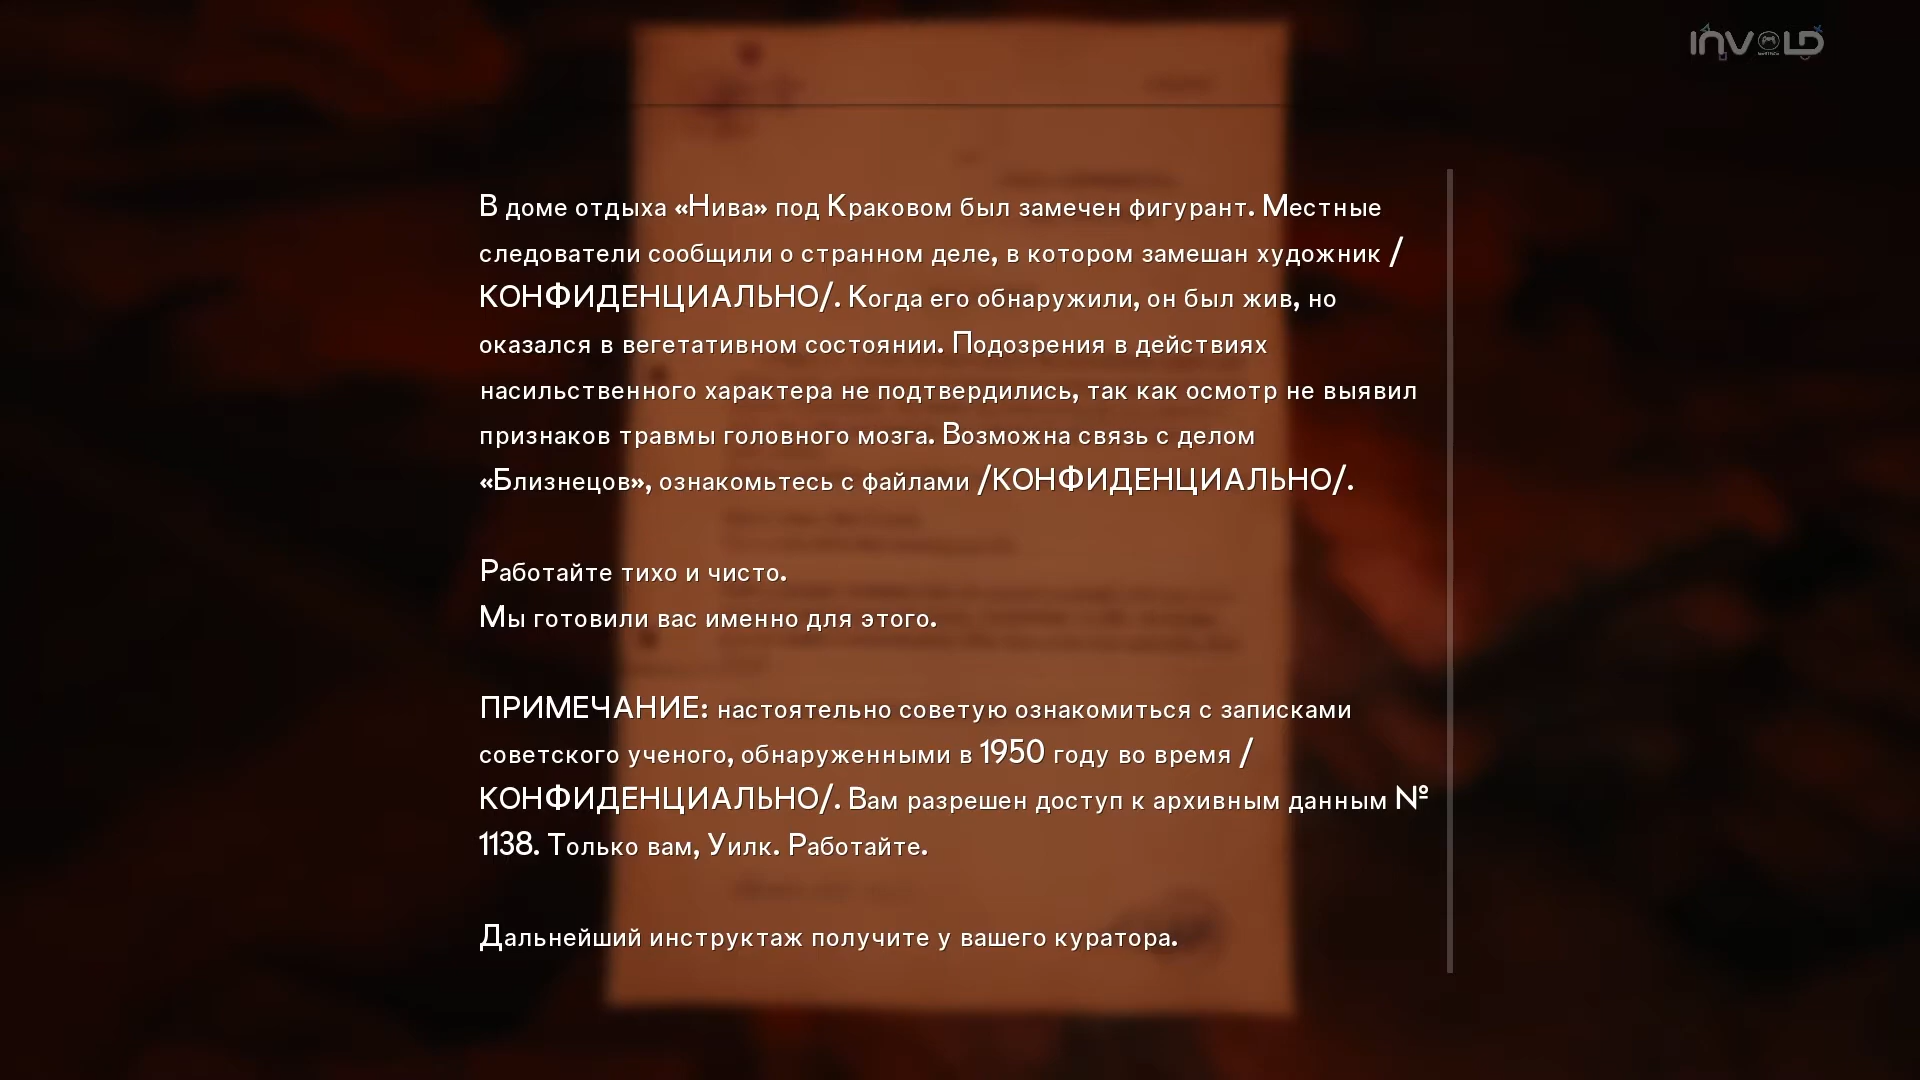 INVOLD
В доме отдыха «Нива» под Краковом был замечен фигурант. Местные
следователи сообщили о странном деле, в котором замешан художник /
КОНФИДЕНЦИАЛЬНО/. Когда его обнаружили, он был жив, но
оказался в вегетативном состоянии. Подозрения в действиях
насильственного характера не подтвердились, так как осмотр не выявил
признаков травмы головного мозга. Возможна связь с делом
«Близнецов», ознакомьтесь с файлами /КОНФИДЕНЦИАЛЬНО/.
Работайте тихо и чисто.
Мы готовили вас именно для этого.
ПРИМЕЧАНИЕ: настоятельно советую ознакомиться с записками
советского ученого, обнаруженными в 1950 году во время /
КОНФИДЕНЦИАЛЬНО/. Вам разрешен доступ к архивным данным №
1138. Только вам, Уилк. Работайте.
Дальнейший инструктаж получите у вашего куратора.